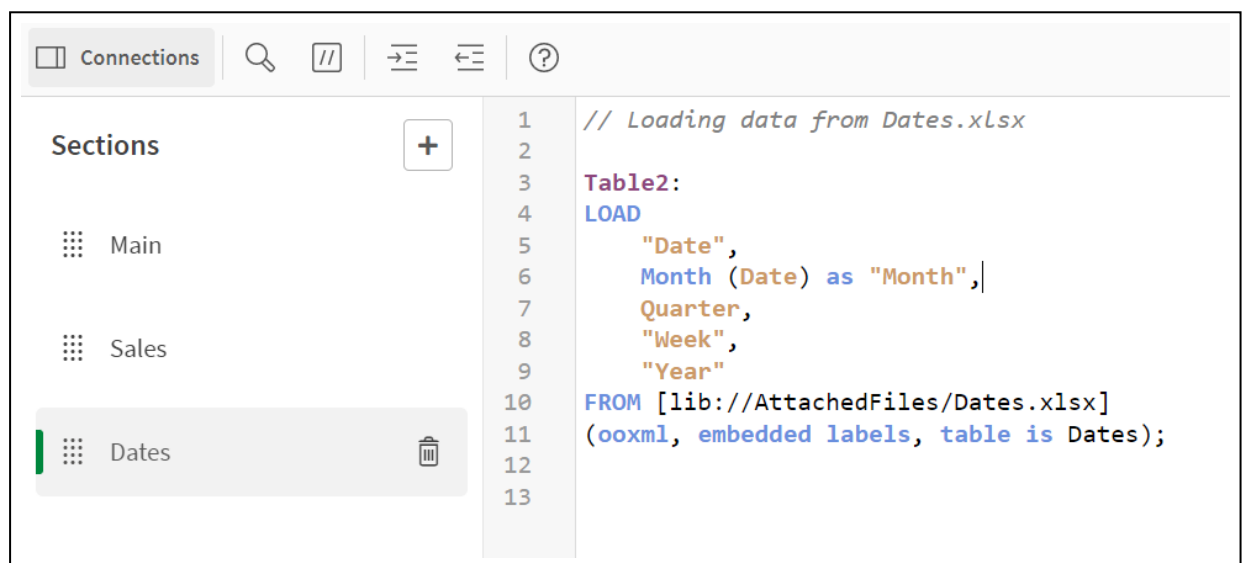 Connections
//
?
Sections
+
Main
Sales
Dates
1 // Loading data from Dates.xlsx
2
3 Table2:
4 LOAD
5 "Date",
6 Month (Date) as "Month",
7 Quarter,
8 "Week",
9 "Year"
10 FROM [lib://AttachedFiles/Dates.xlsx]
11 (ooxml, embedded labels, table is Dates);
12
13